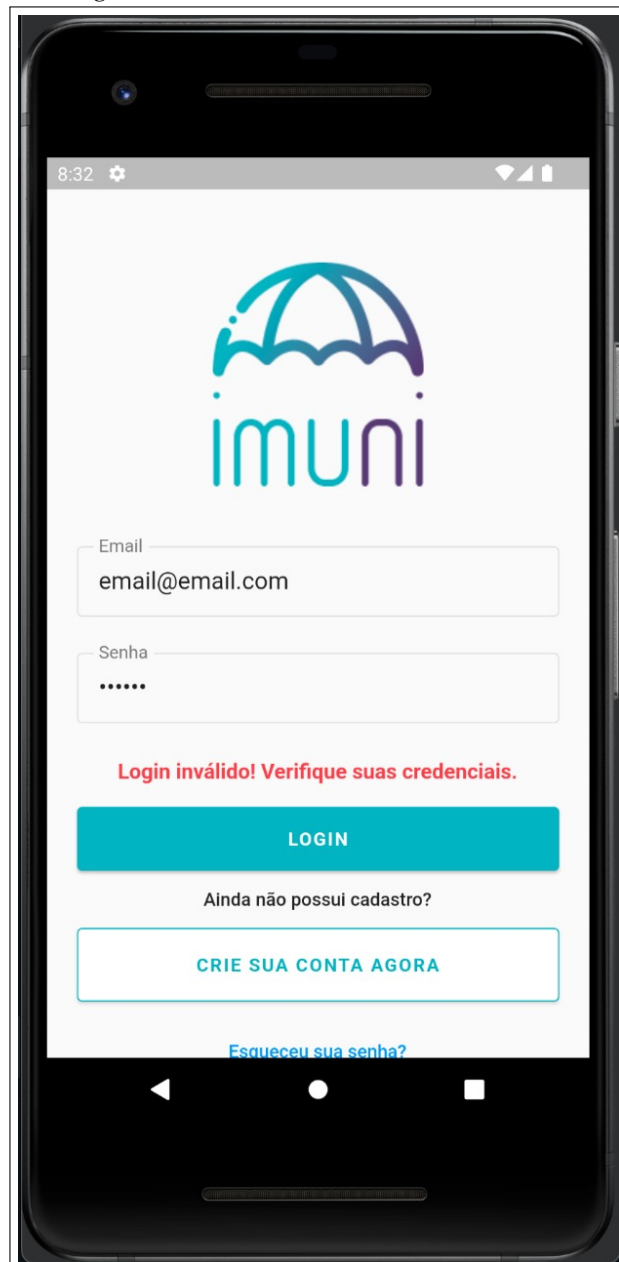 8:32
imuni
Email
email@email.com
Senha
••••••
Login inválido! Verifique suas credenciais.
LOGIN
Ainda não possui cadastro?
CRIE SUA CONTA AGORA
Esqueceu sua senha?